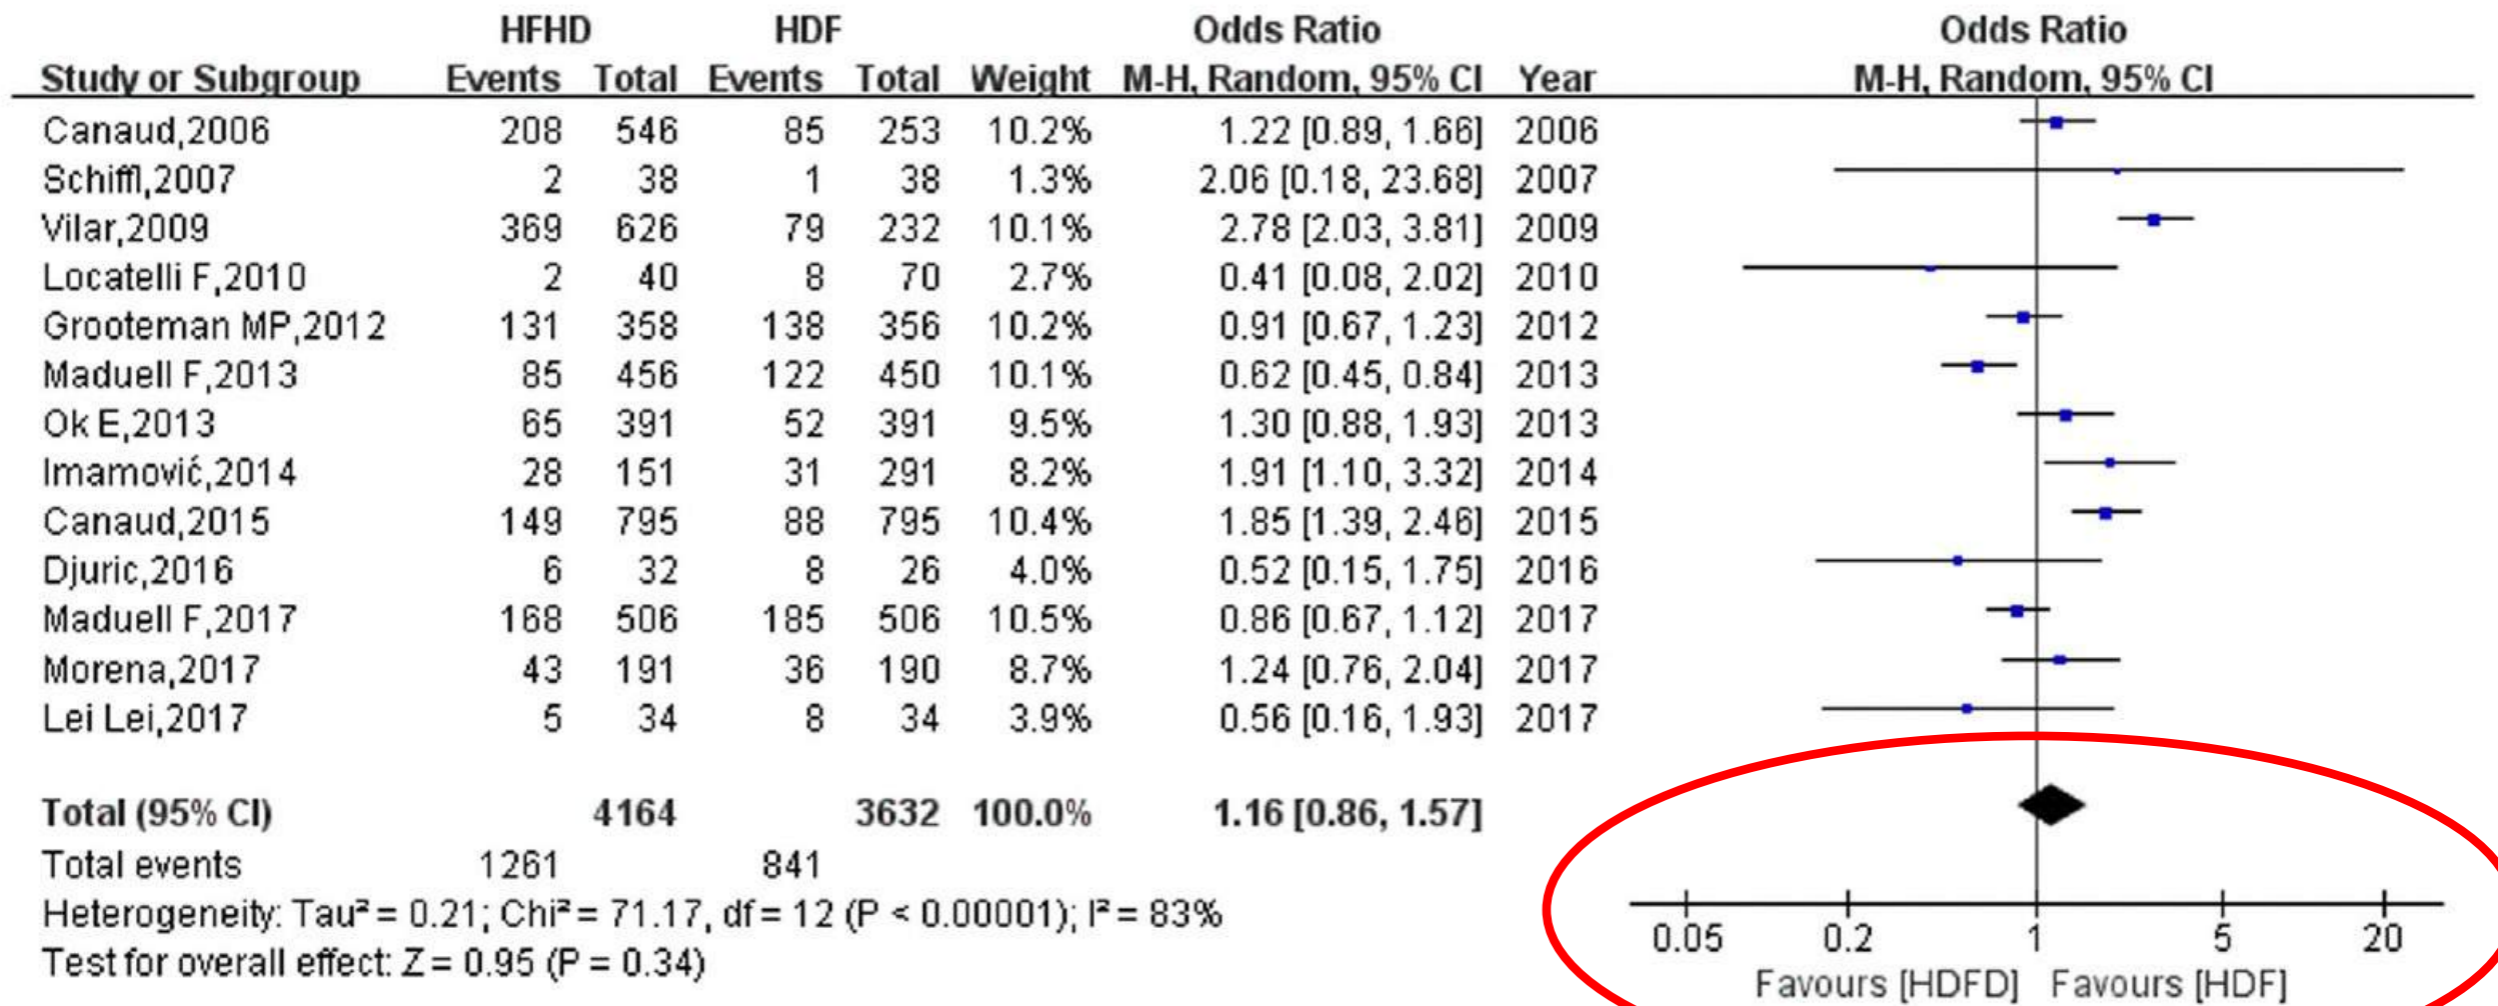 HFHD HDF Odds Ratio Odds Ratio
Study or Subgroup Events Total Events Total Weight M-H, Random, 95% CI Year M-H, Random, 95% CI
Canaud,2006 208 546 85 253 10.2% 1.22 [0.89, 1.66] 2006
Schiffl,2007 2 38 1 38 1.3% 2.06 [0.18, 23.68] 2007
Vilar,2009 369 626 79 232 10.1% 2.78 [2.03, 3.81] 2009
Locatelli F,2010 2 40 8 70 2.7% 0.41 [0.08, 2.02] 2010
Grooteman MP,2012 131 358 138 356 10.2% 0.91 [0.67, 1.23] 2012
Maduell F,2013 85 456 122 450 10.1% 0.62 [0.45, 0.84] 2013
Ok E,2013 65 391 52 391 9.5% 1.30 [0.88, 1.93] 2013
Imamović,2014 28 151 31 291 8.2% 1.91 [1.10, 3.32] 2014
Canaud,2015 149 795 88 795 10.4% 1.85 [1.39, 2.46] 2015
Djuric,2016 6 32 8 26 4.0% 0.52 [0.15, 1.75] 2016
Maduell F,2017 168 506 185 506 10.5% 0.86 [0.67, 1.12] 2017
Morena,2017 43 191 36 190 8.7% 1.24 [0.76, 2.04] 2017
Lei Lei,2017 5 34 8 34 3.9% 0.56 [0.16, 1.93] 2017
Total (95% CI) 4164 3632 100.0% 1.16 [0.86, 1.57]
Total events 1261 841
Heterogeneity: Tau² = 0.21; Chi² = 71.17, df = 12 (P < 0.00001); I² = 83%
Test for overall effect: Z = 0.95 (P = 0.34)
0.05 0.2 1 5 20
Favours [HDFD] Favours [HDF]